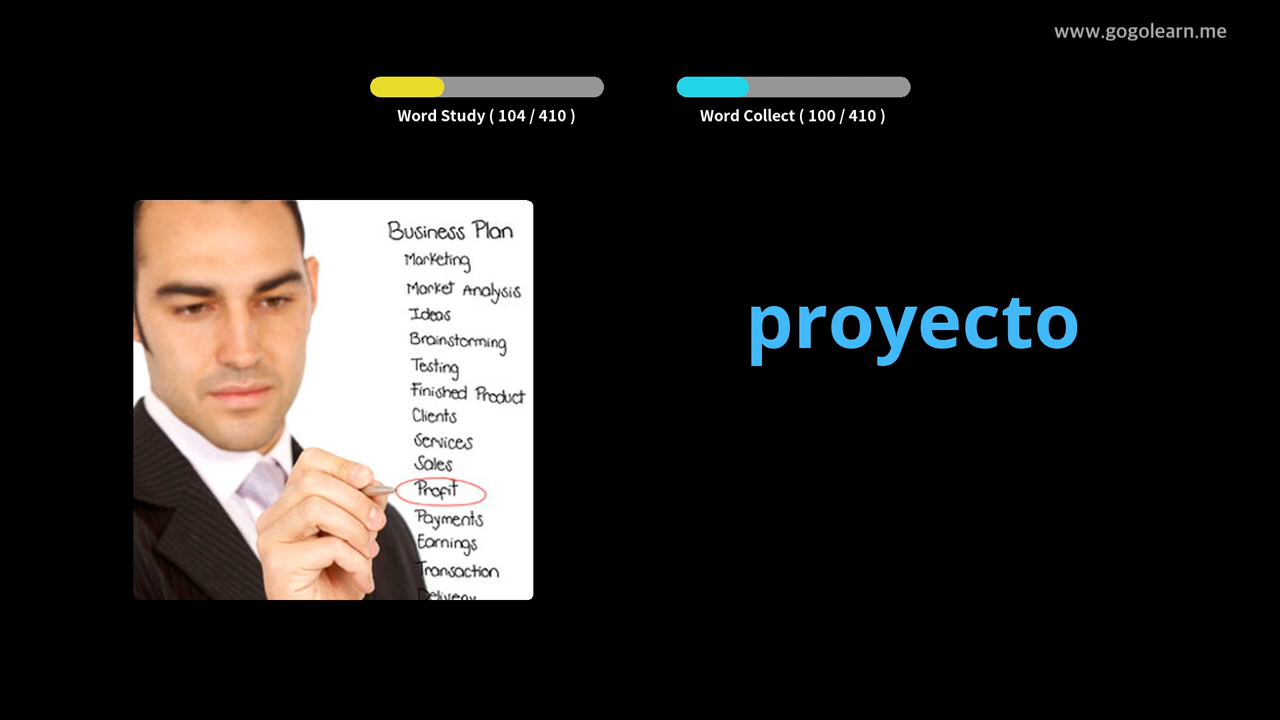 www.gogolearn.me
Word Study ( 104 / 410 )
Word Collect ( 100 / 410 )
Business Plan
Marketing
Market Analysis
Ideas
Brainstorming
Testing
Finished Product
Clients
Services
Sales
Profit
Payments
Earnings
Transaction
Delivery
proyecto